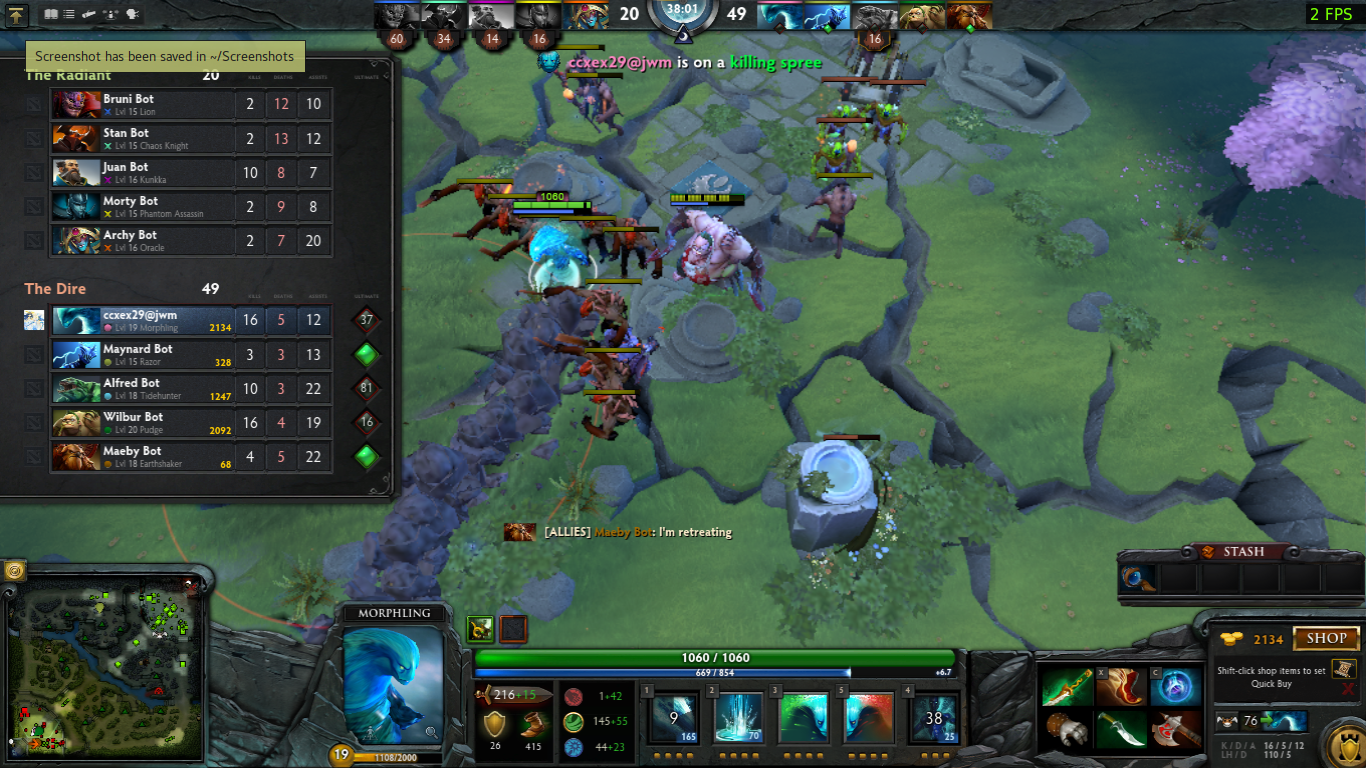 20
38:01
49
2 FPS
60
34
14
16
16
Screenshot has been saved in ~/Screenshots
ccxex29@jwm is on a killing spree
The Radiant 20 KILLS DEATHS ASSISTS ULTIMATE
Bruni Bot
Lvl 15 Lion
2 12 10
Stan Bot
Lvl 15 Chaos Knight
2 13 12
Juan Bot
Lvl 16 Kunkka
10 8 7
Morty Bot
Lvl 15 Phantom Assassin
2 9 8
Archy Bot
Lvl 16 Oracle
2 7 20
The Dire 49 KILLS DEATHS ASSISTS ULTIMATE
ccxex29@jwm
Lvl 19 Morphling 2134
16 5 12 37
Maynard Bot
Lvl 15 Razor 328
3 3 13
Alfred Bot
Lvl 18 Tidehunter 1247
10 3 22 81
Wilbur Bot
Lvl 20 Pudge 2092
16 4 19 16
Maeby Bot
Lvl 18 Earthshaker 68
4 5 22
1060
[ALLIES] Maeby Bot: I'm retreating
STASH
MORPHLING
19
1108/2000
1060 / 1060
669 / 854
+6.7
216+15
26
415
1+42
145+55
44+23
1
9
165
2
70
3
5
4
38
25
X
C
2134
SHOP
Shift-click shop items to set
Quick Buy
76
K / D / A 16 / 5 / 12
LH / D 110 / 5